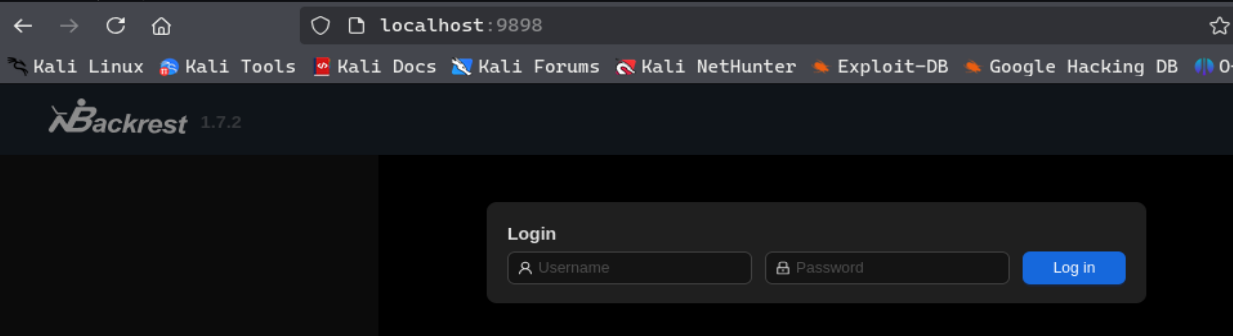 localhost:9898
Kali Linux Kali Tools Kali Docs Kali Forums Kali NetHunter Exploit-DB Google Hacking DB
Backrest 1.7.2
Login
Username Password Log in